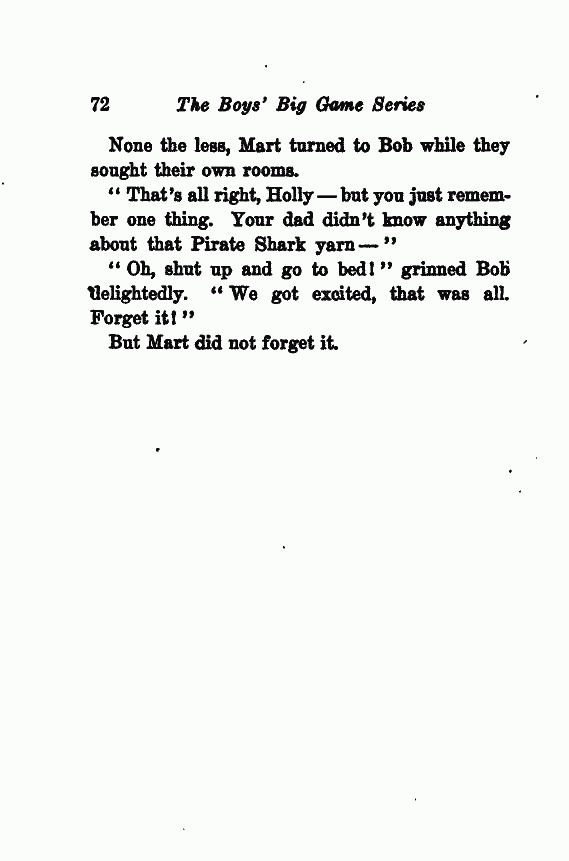 72 The Boys' Big Game Series
None the less, Mart turned to Bob while they
sought their own rooms.
" That's all right, Holly — but you just remem-
ber one thing. Your dad didn't know anything
about that Pirate Shark yarn — "
" Oh, shut up and go to bed! " grinned Bob
delightedly. " We got excited, that was all.
Forget it! "
But Mart did not forget it.